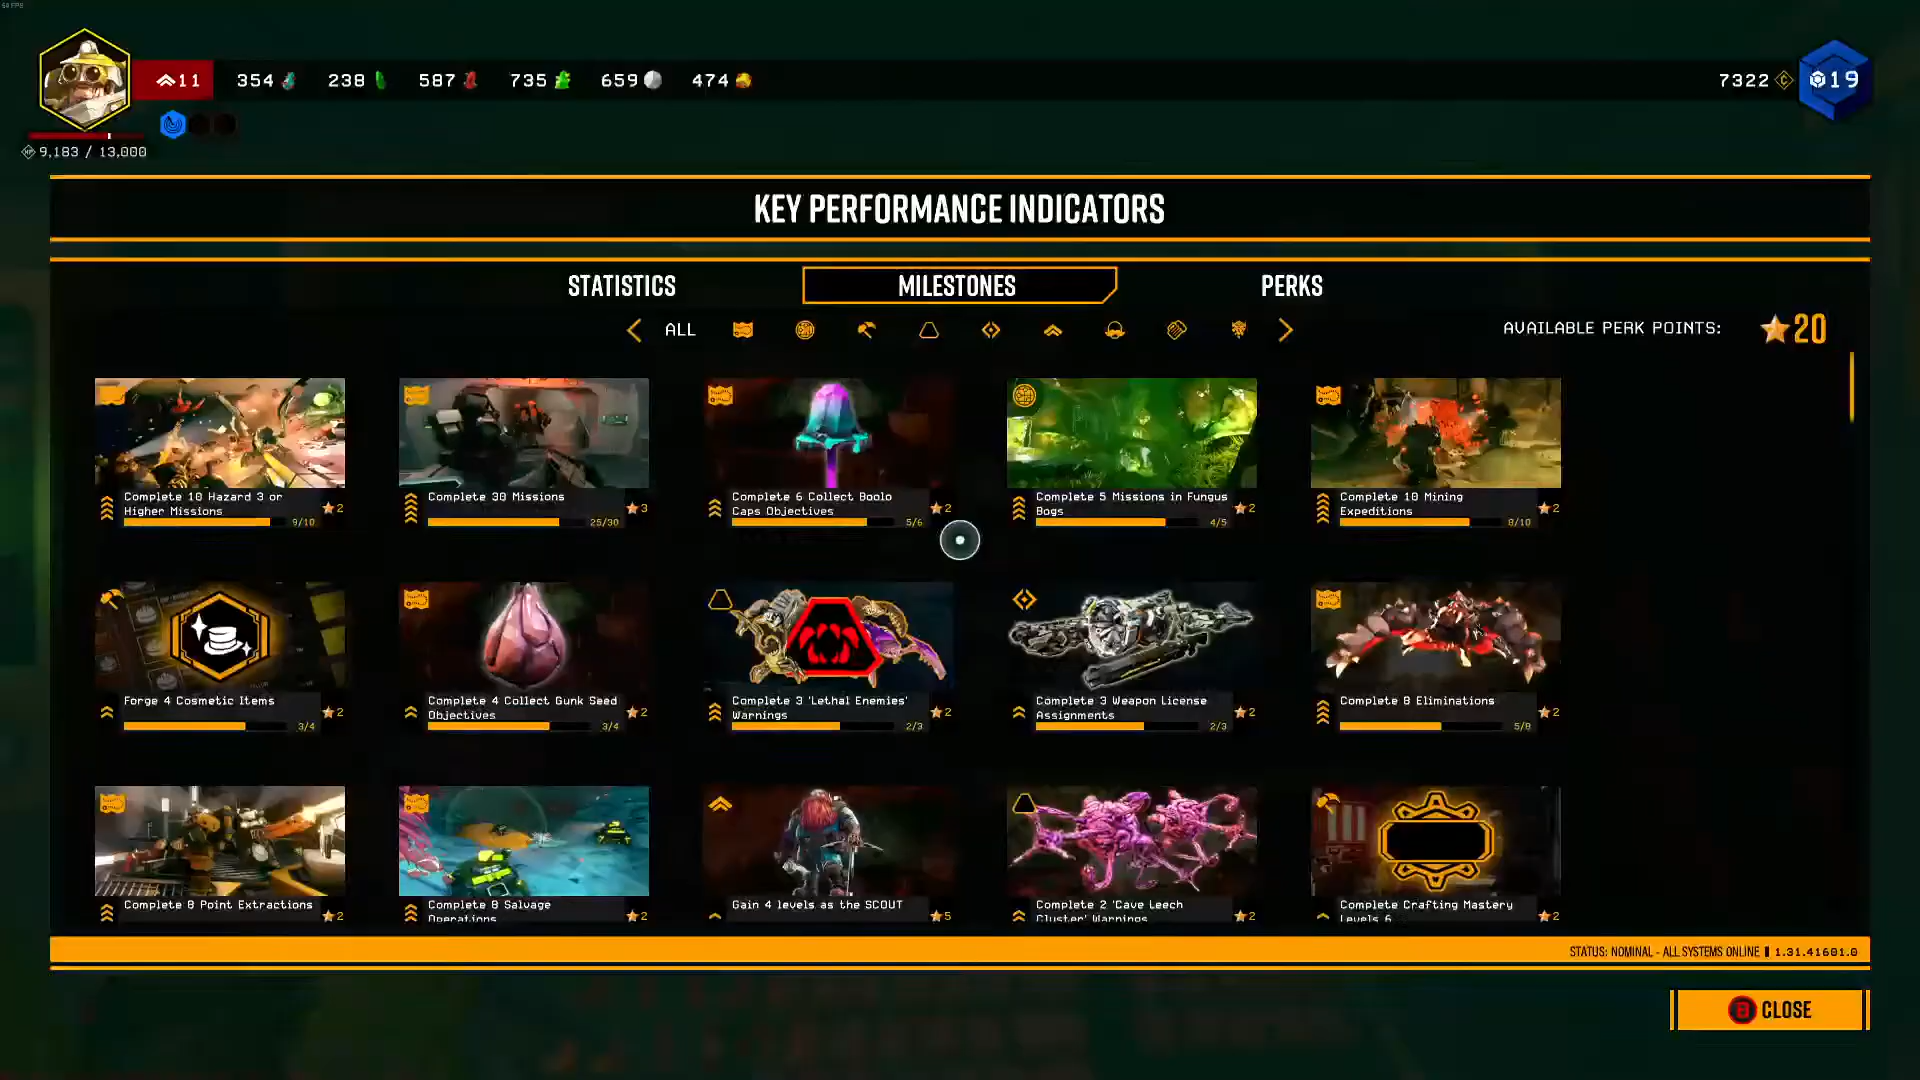 58 FPS
11 354 238 587 735 659 474 7322 19
9,183 / 13,000
KEY PERFORMANCE INDICATORS
STATISTICS MILESTONES PERKS
ALL AVAILABLE PERK POINTS: 20
Complete 10 Hazard 3 or
Higher Missions 2
9/10
Complete 30 Missions 3
25/30
Complete 6 Collect Boolo
Caps Objectives 2
5/6
Complete 5 Missions in Fungus
Bogs 2
4/5
Complete 10 Mining
Expeditions 2
8/10
Forge 4 Cosmetic Items 2
3/4
Complete 4 Collect Gunk Seed
Objectives 2
3/4
Complete 3 'Lethal Enemies'
Warnings 2
2/3
Complete 3 Weapon License
Assignments 2
2/3
Complete 8 Eliminations 2
5/8
Complete 8 Point Extractions 2
Complete 8 Salvage
Operations 2
Gain 4 levels as the SCOUT 5
Complete 2 'Cave Leech
Cluster' Warnings 2
Complete Crafting Mastery
Levels 6 2
STATUS: NOMINAL - ALL SYSTEMS ONLINE 1.31.41601.0
B CLOSE